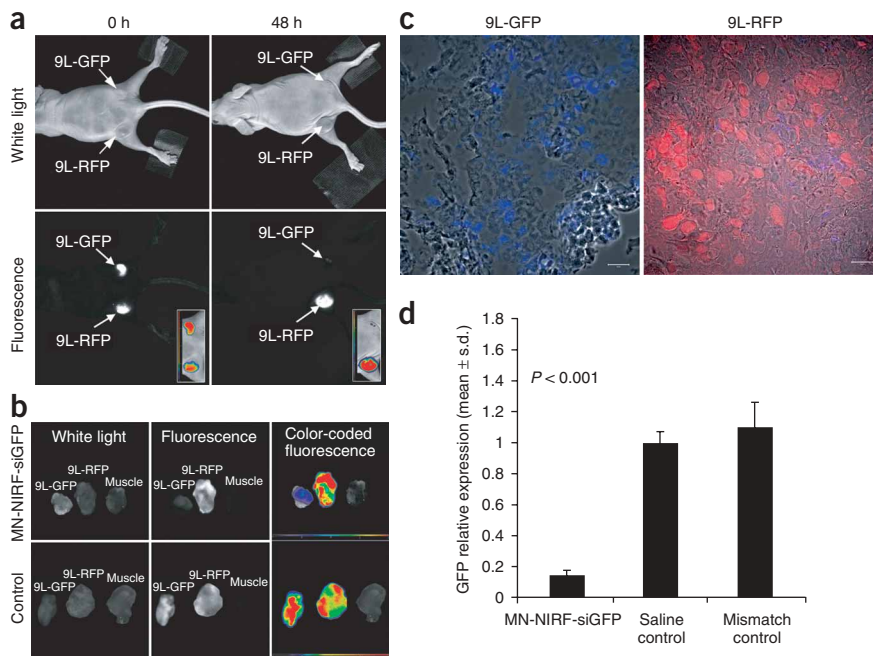 a
0 h
48 h
White light
9L-GFP
9L-RFP
9L-GFP
9L-RFP
Fluorescence
9L-GFP
9L-RFP
9L-GFP
9L-RFP
b
MN-NIRF-siGFP
White light
Fluorescence
Color-coded
fluorescence
9L-GFP
9L-RFP
Muscle
9L-GFP
9L-RFP
Muscle
Control
9L-GFP
9L-RFP
Muscle
9L-GFP
9L-RFP
Muscle
c
9L-GFP
9L-RFP
d
GFP relative expression (mean ± s.d.)
1.8
1.6
1.4
1.2
1
0.8
0.6
0.4
0.2
0
P < 0.001
MN-NIRF-siGFP
Saline
control
Mismatch
control